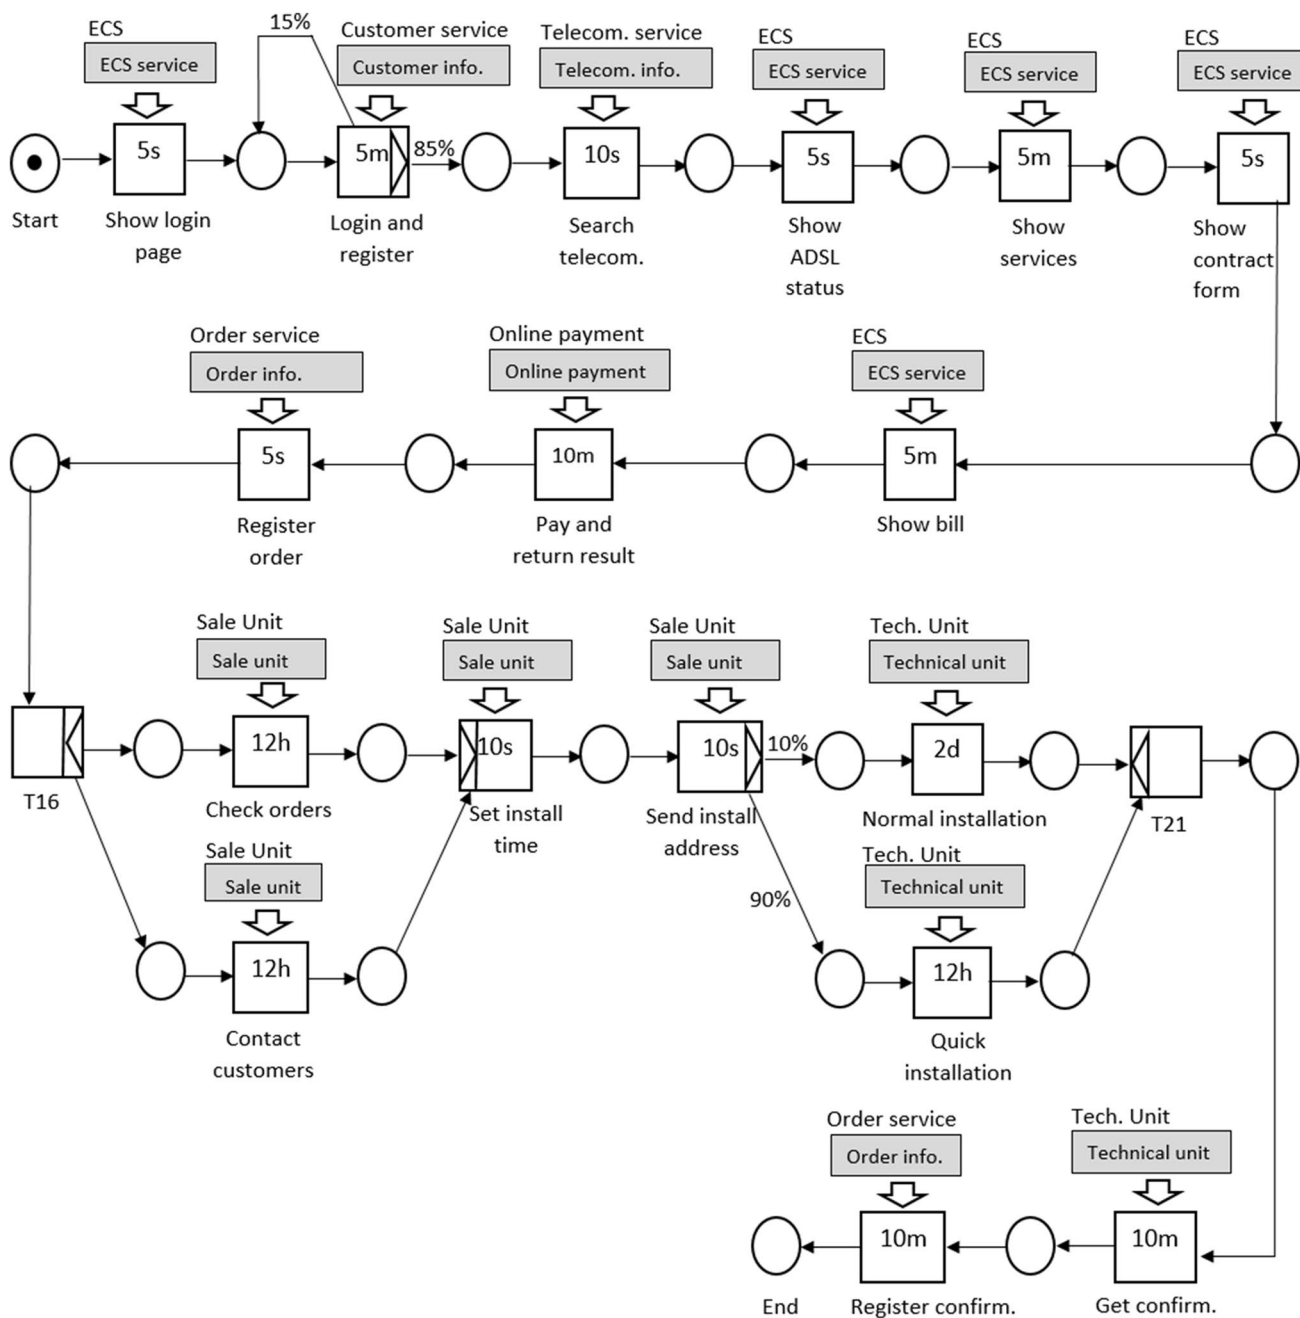 ECS
15%
Customer service
Telecom. service
ECS
ECS
ECS
ECS service
Customer info.
Telecom. info.
ECS service
ECS service
ECS service
5s
5m
85%
10s
5s
5m
5s
Start
Show login
page
Login and
register
Search
telecom.
Show
ADSL
status
Show
services
Show
contract
form
Order service
Online payment
ECS
Order info.
Online payment
ECS service
5s
10m
5m
Register
order
Pay and
return result
Show bill
Sale Unit
Sale Unit
Sale Unit
Tech. Unit
Sale unit
Sale unit
Sale unit
Technical unit
12h
10s
10s
10%
2d
T16
Check orders
Set install
time
Send install
address
Normal installation
T21
Sale Unit
Sale unit
Tech. Unit
Technical unit
90%
12h
12h
Contact
customers
Quick
installation
Order service
Tech. Unit
Order info.
Technical unit
10m
10m
End
Register confirm.
Get confirm.